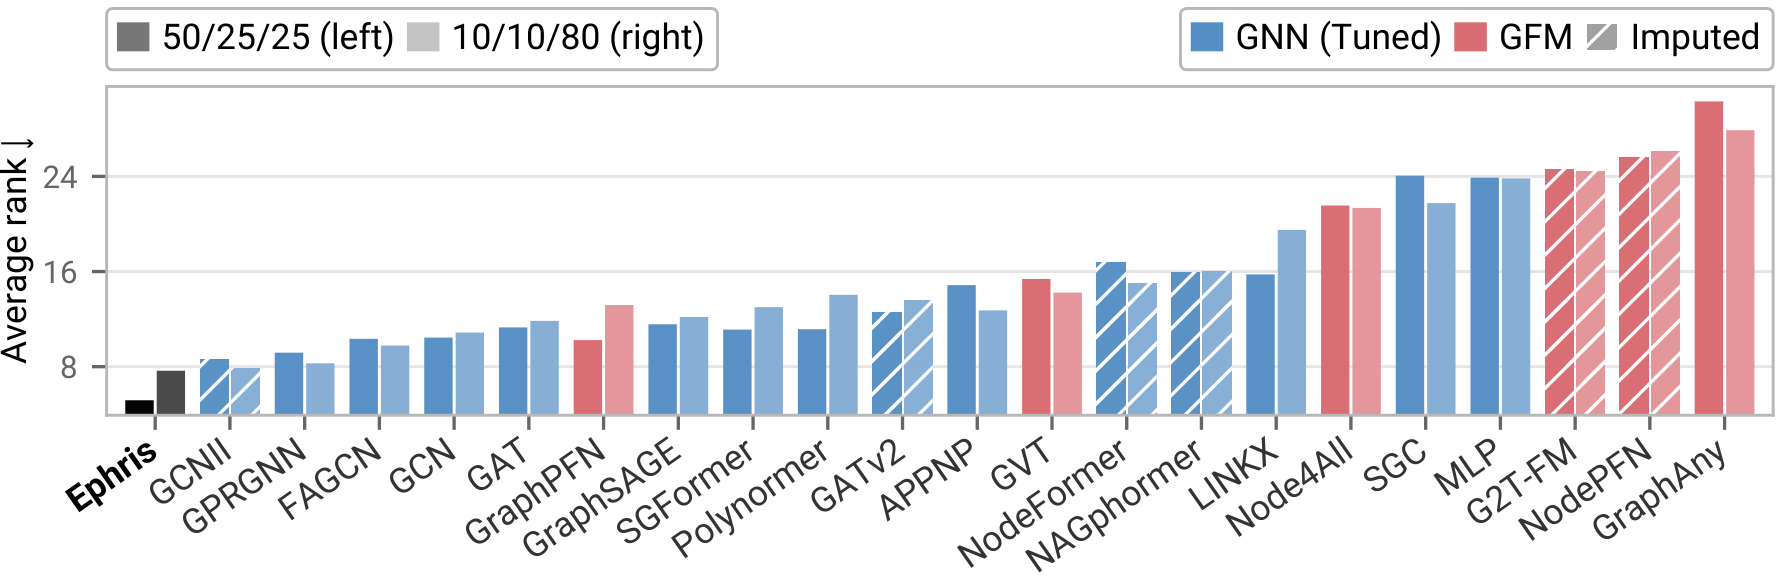 50/25/25 (left) 10/10/80 (right)
GNN (Tuned) GFM Imputed
Average rank ↓
24
16
8
Ephris
GCNII
GPRGNN
FAGCN
GCN
GAT
GraphPFN
GraphSAGE
SGFormer
Polynormer
GATv2
APPNP
GVT
NodeFormer
NAGphormer
LINKX
Node4All
SGC
MLP
G2T-FM
NodePFN
GraphAny